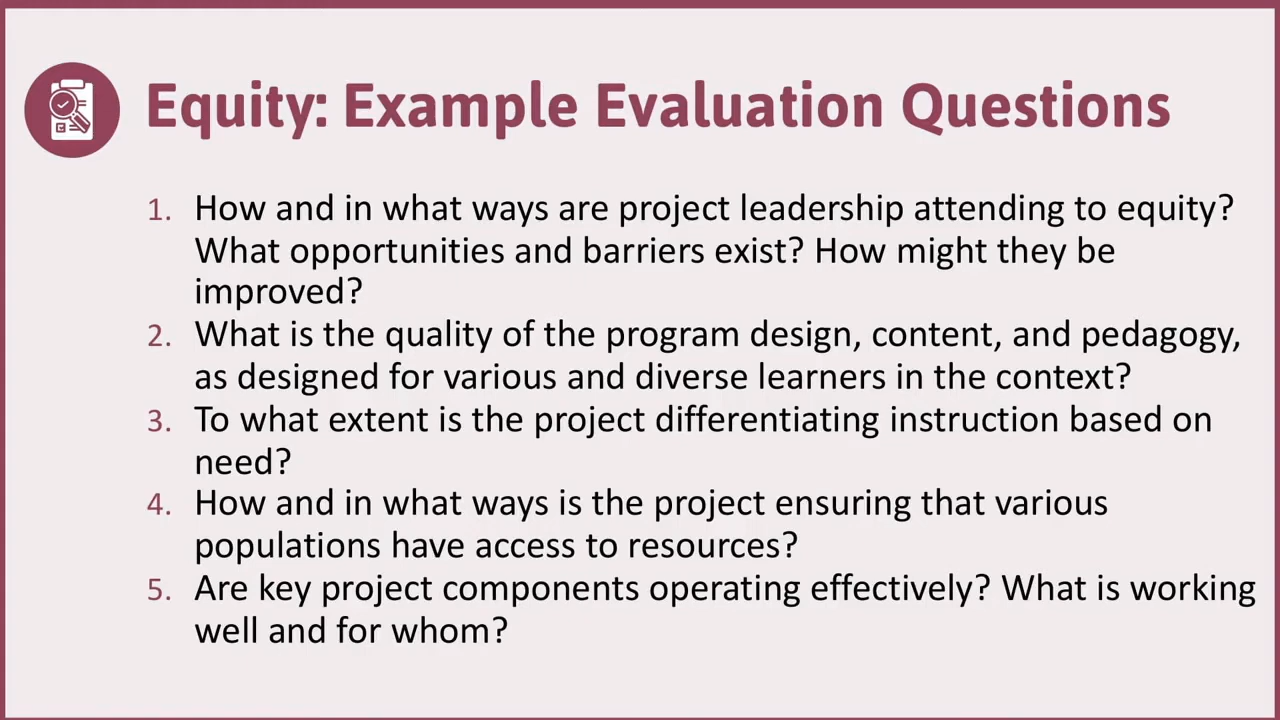 Equity: Example Evaluation Questions
1. How and in what ways are project leadership attending to equity?
What opportunities and barriers exist? How might they be
improved?
2. What is the quality of the program design, content, and pedagogy,
as designed for various and diverse learners in the context?
3. To what extent is the project differentiating instruction based on
need?
4. How and in what ways is the project ensuring that various
populations have access to resources?
5. Are key project components operating effectively? What is working
well and for whom?